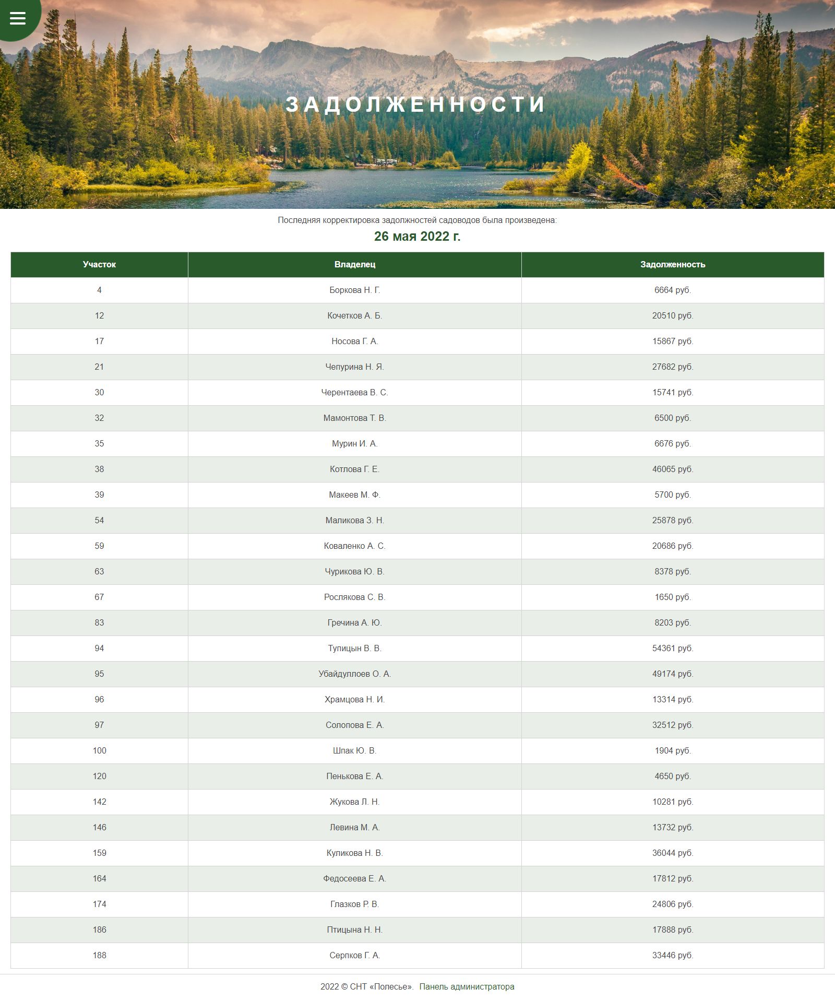 ЗАДОЛЖЕННОСТИ
Последняя корректировка задолжностей садоводов была произведена:
26 мая 2022 г.
Участок Владелец Задолженность
4 Боркова Н. Г. 6664 руб.
12 Кочетков А. Б. 20510 руб.
17 Носова Г. А. 15867 руб.
21 Чепурина Н. Я. 27682 руб.
30 Черентаева В. С. 15741 руб.
32 Мамонтова Т. В. 6500 руб.
35 Мурин И. А. 6676 руб.
38 Котлова Г. Е. 46065 руб.
39 Макеев М. Ф. 5700 руб.
54 Маликова З. Н. 25878 руб.
59 Коваленко А. С. 20686 руб.
63 Чурикова Ю. В. 8378 руб.
67 Рослякова С. В. 1650 руб.
83 Гречина А. Ю. 8203 руб.
94 Тупицын В. В. 54361 руб.
95 Убайдуллоев О. А. 49174 руб.
96 Храмцова Н. И. 13314 руб.
97 Солопова Е. А. 32512 руб.
100 Шпак Ю. В. 1904 руб.
120 Пенькова Е. А. 4650 руб.
142 Жукова Л. Н. 10281 руб.
146 Левина М. А. 13732 руб.
159 Куликова Н. В. 36044 руб.
164 Федосеева Е. А. 17812 руб.
174 Глазков Р. В. 24806 руб.
186 Птицына Н. Н. 17888 руб.
188 Серпков Г. А. 33446 руб.
2022 © СНТ «Полесье». Панель администратора